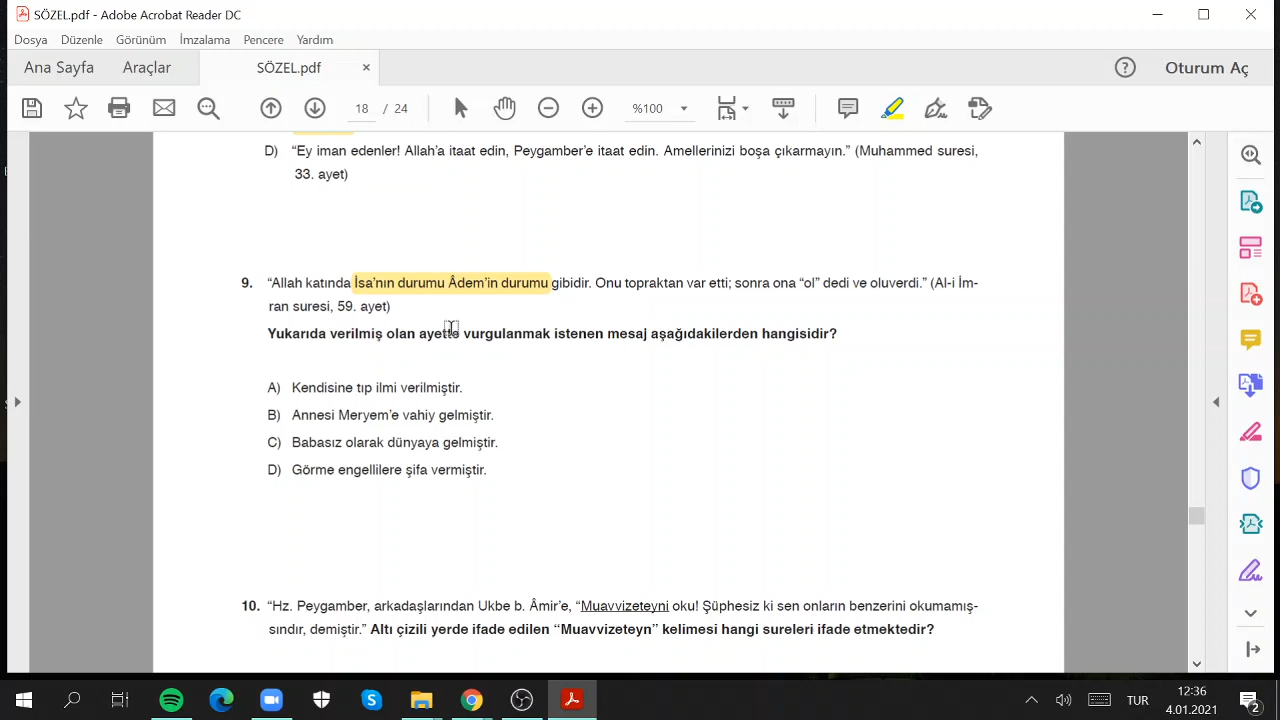 SÖZEL.pdf - Adobe Acrobat Reader DC
Dosya Düzenle Görünüm İmzalama Pencere Yardım
Ana Sayfa Araçlar SÖZEL.pdf × ? Oturum Aç
18 / 24 %100
D) “Ey iman edenler! Allah’a itaat edin, Peygamber’e itaat edin. Amellerinizi boşa çıkarmayın.” (Muhammed suresi,
33. ayet)
9. “Allah katında İsa’nın durumu Âdem’in durumu gibidir. Onu topraktan var etti; sonra ona “ol” dedi ve oluverdi.” (Al-i İm-
ran suresi, 59. ayet)
Yukarıda verilmiş olan ayette vurgulanmak istenen mesaj aşağıdakilerden hangisidir?
A) Kendisine tıp ilmi verilmiştir.
B) Annesi Meryem’e vahiy gelmiştir.
C) Babasız olarak dünyaya gelmiştir.
D) Görme engellilere şifa vermiştir.
10. “Hz. Peygamber, arkadaşlarından Ukbe b. Âmir’e, “Muavvizeteyni oku! Şüphesiz ki sen onların benzerini okumamış-
sındır, demiştir.” Altı çizili yerde ifade edilen “Muavvizeteyn” kelimesi hangi sureleri ifade etmektedir?
TUR 12:36
4.01.2021 2